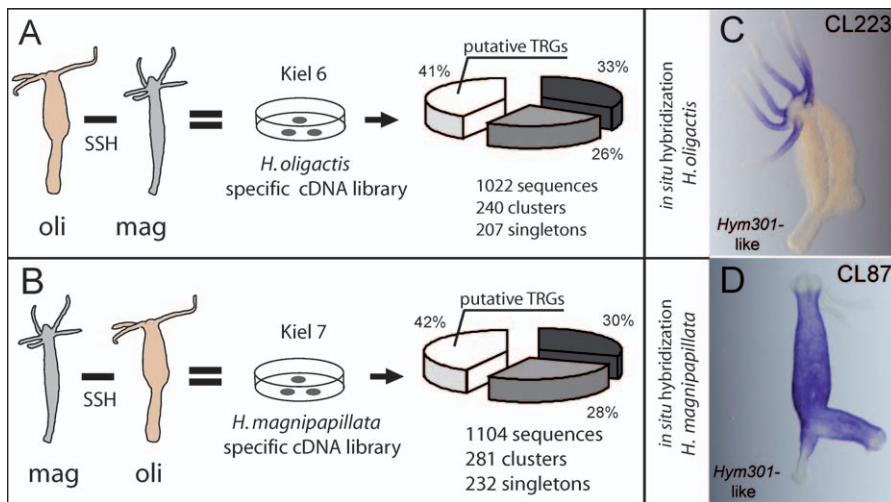 A
putative TRGs
41%
33%
26%
Kiel 6
SSH
H. oligactis
specific cDNA library
oli
mag
1022 sequences
240 clusters
207 singletons
in situ hybridization
H. oligactis
C
CL223
Hym301-
like
B
putative TRGs
42%
30%
28%
Kiel 7
SSH
H. magnipapillata
specific cDNA library
mag
oli
1104 sequences
281 clusters
232 singletons
in situ hybridization
H. magnipapillata
D
CL87
Hym301-
like